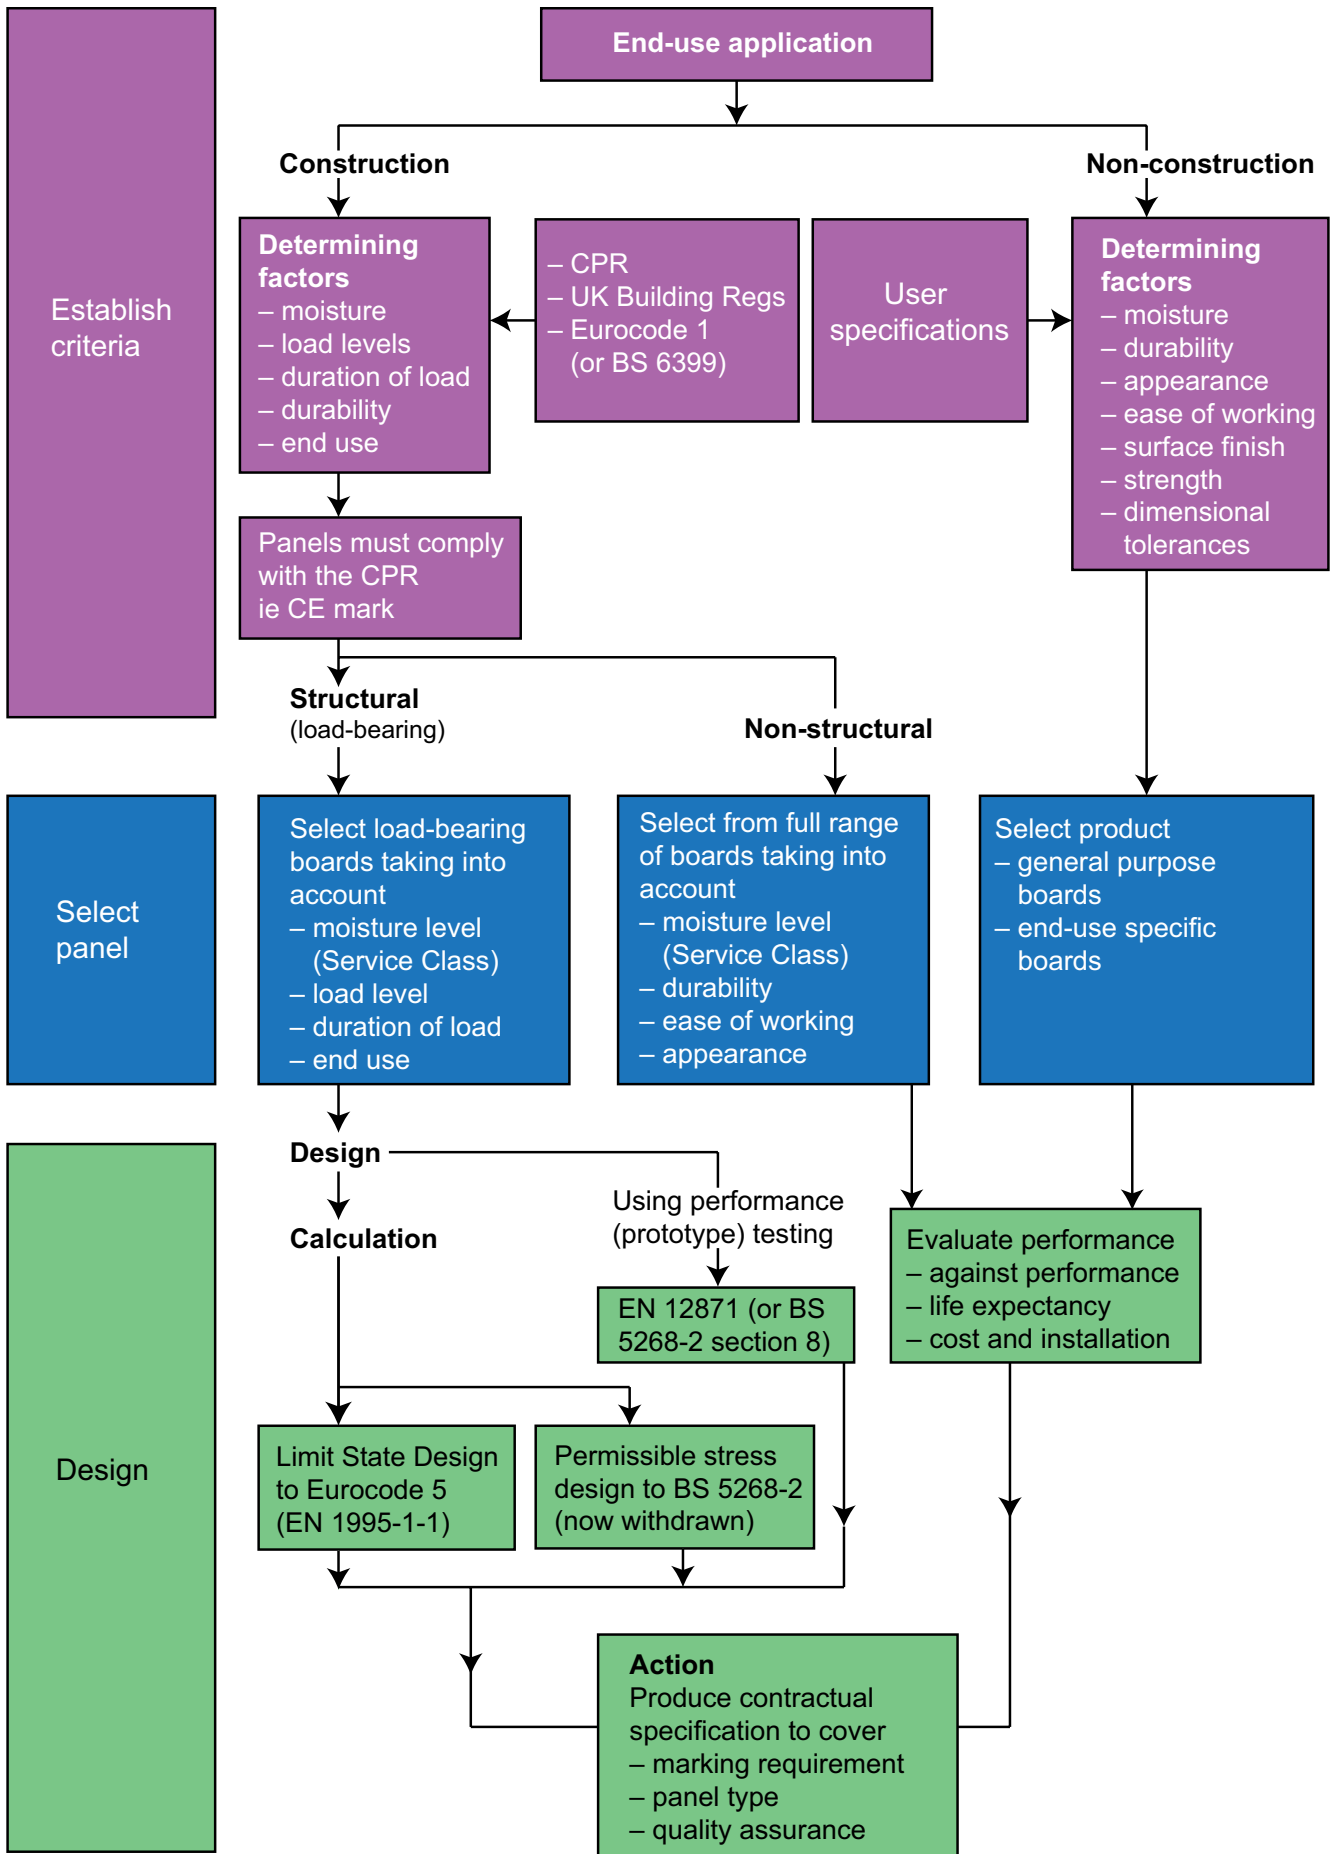 End-use application
Construction
Non-construction
Establish
criteria
Determining
factors
– moisture
– load levels
– duration of load
– durability
– end use
– CPR
– UK Building Regs
– Eurocode 1
(or BS 6399)
User
specifications
Determining
factors
– moisture
– durability
– appearance
– ease of working
– surface finish
– strength
– dimensional
tolerances
Panels must comply
with the CPR
ie CE mark
Structural
(load-bearing)
Non-structural
Select
panel
Select load-bearing
boards taking into
account
– moisture level
(Service Class)
– load level
– duration of load
– end use
Select from full range
of boards taking into
account
– moisture level
(Service Class)
– durability
– ease of working
– appearance
Select product
– general purpose
boards
– end-use specific
boards
Design
Design
Using performance
(prototype) testing
Calculation
EN 12871 (or BS
5268-2 section 8)
Evaluate performance
– against performance
– life expectancy
– cost and installation
Limit State Design
to Eurocode 5
(EN 1995-1-1)
Permissible stress
design to BS 5268-2
(now withdrawn)
Action
Produce contractual
specification to cover
– marking requirement
– panel type
– quality assurance